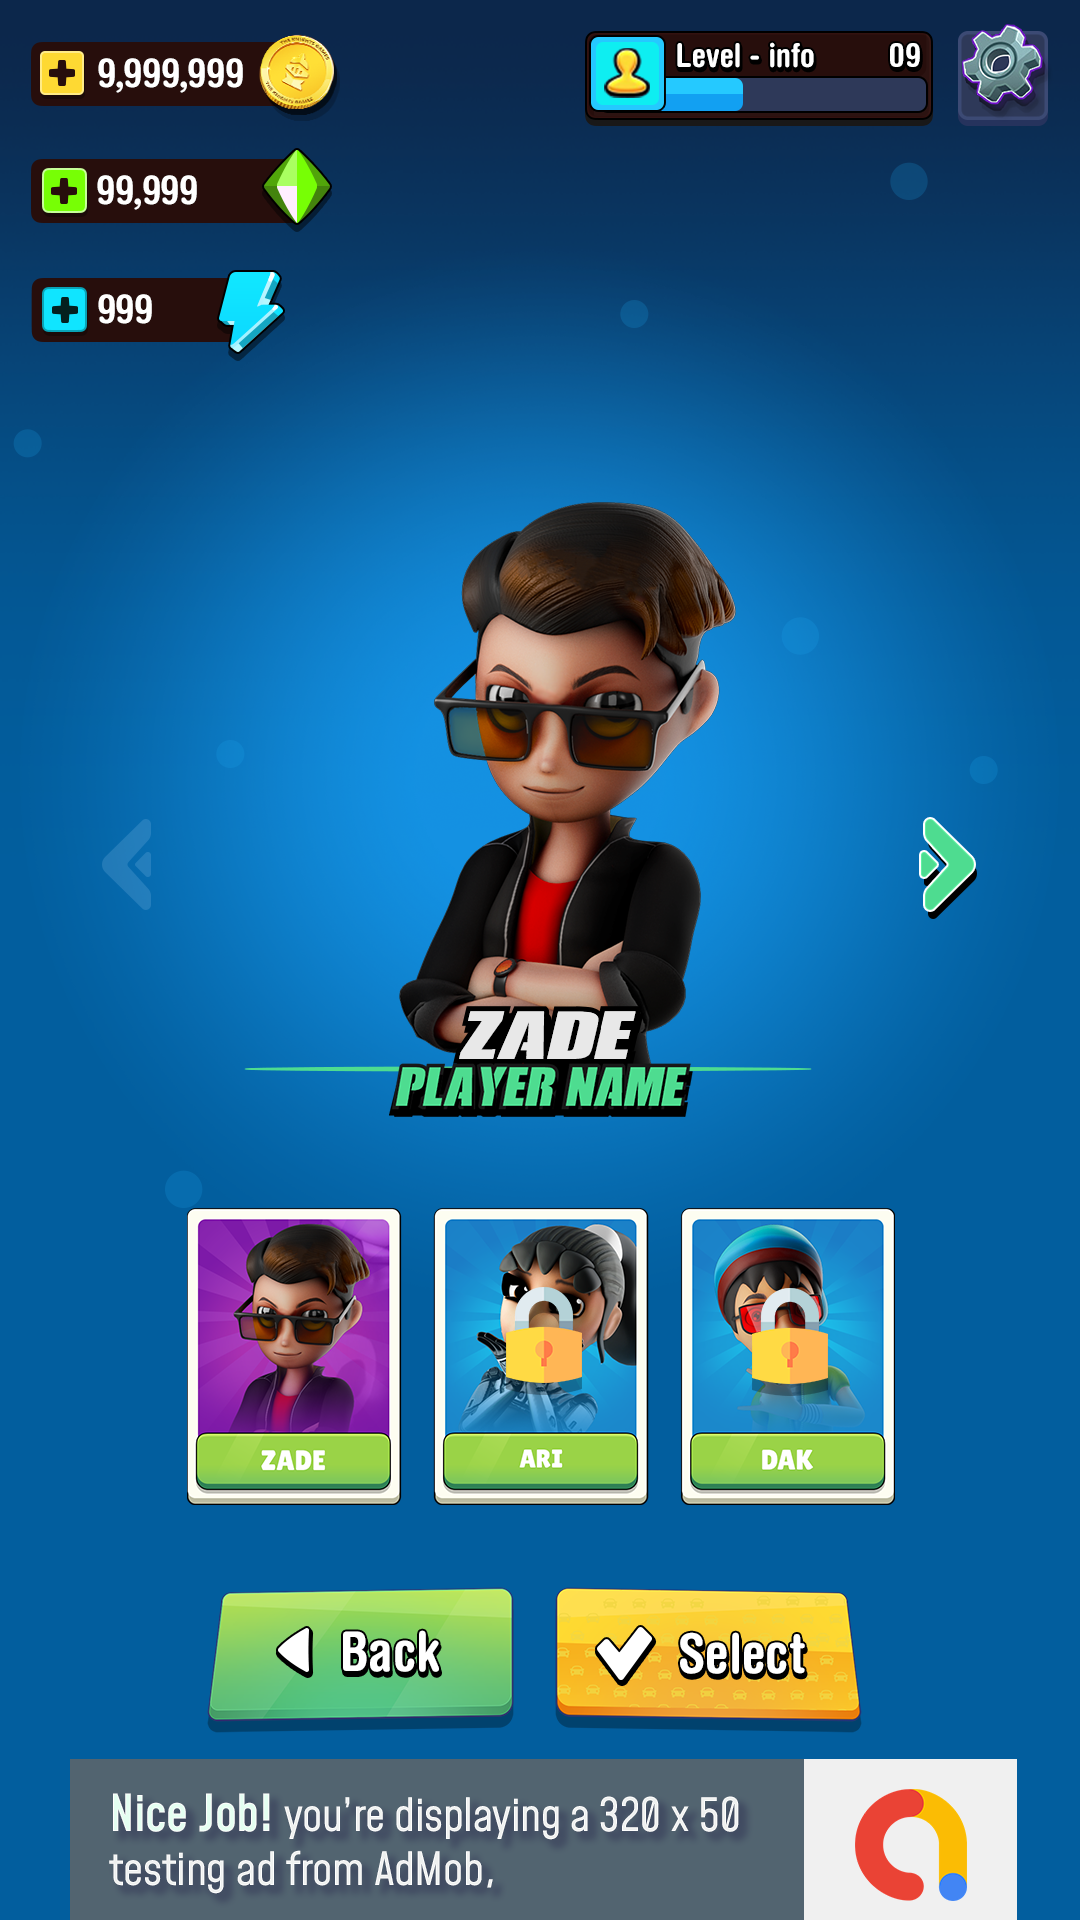 9,999,999
Level - info 09
99,999
999
ZADE
PLAYER NAME
ZADE
ARI
DAK
Back
Select
Nice Job! you're displaying a 320 x 50
testing ad from AdMob,